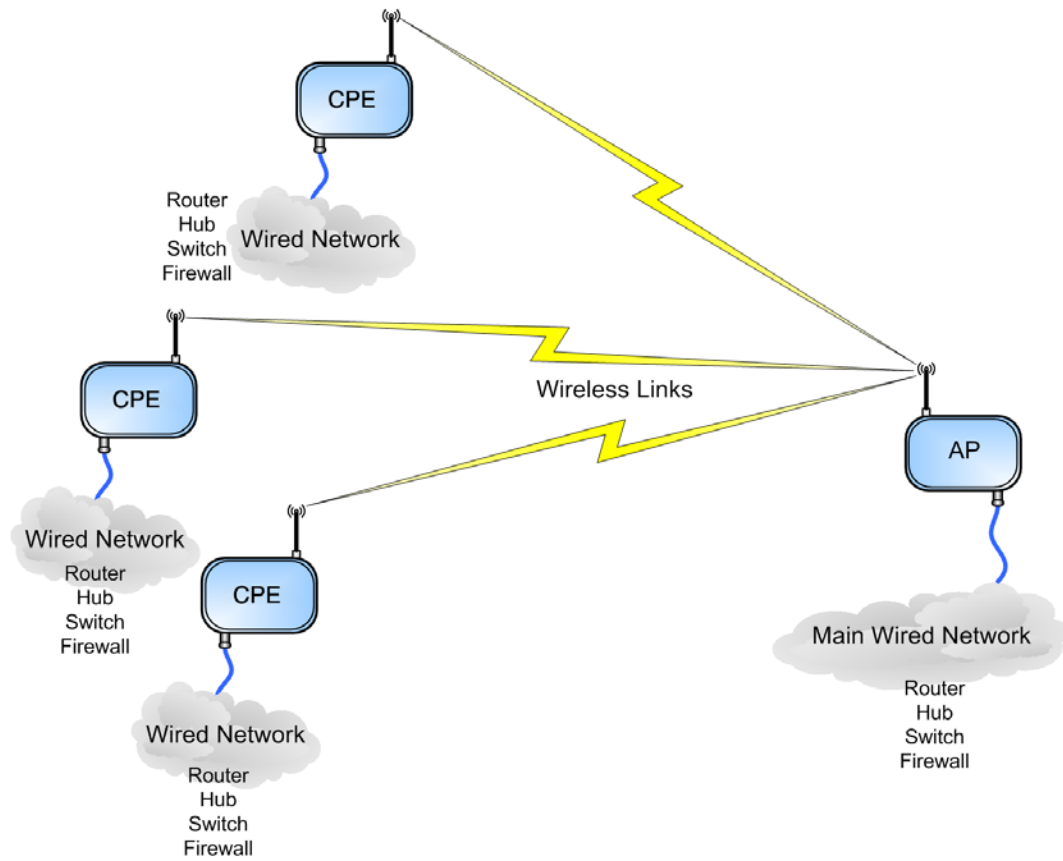 CPE
Router
Hub
Switch
Firewall
Wired Network
CPE
Wireless Links
AP
Wired Network
Router
Hub
Switch
Firewall
CPE
Main Wired Network
Router
Hub
Switch
Firewall
Wired Network
Router
Hub
Switch
Firewall